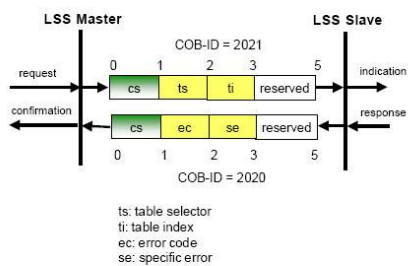 LSS Master
LSS Slave
COB-ID = 2021
0 1 2 3 5
request
indication
cs ts ti reserved
confirmation
response
cs ec se reserved
0 1 2 3 5
COB-ID = 2020
ts: table selector
ti: table index
ec: error code
se: specific error